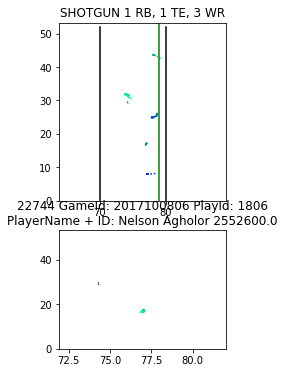 SHOTGUN 1 RB, 1 TE, 3 WR
50
40
30
20
10
0
70 80
22744 GameId: 2017100806 PlayId: 1806
PlayerName + ID: Nelson Agholor 2552600.0
40
20
0
72.5 75.0 77.5 80.0